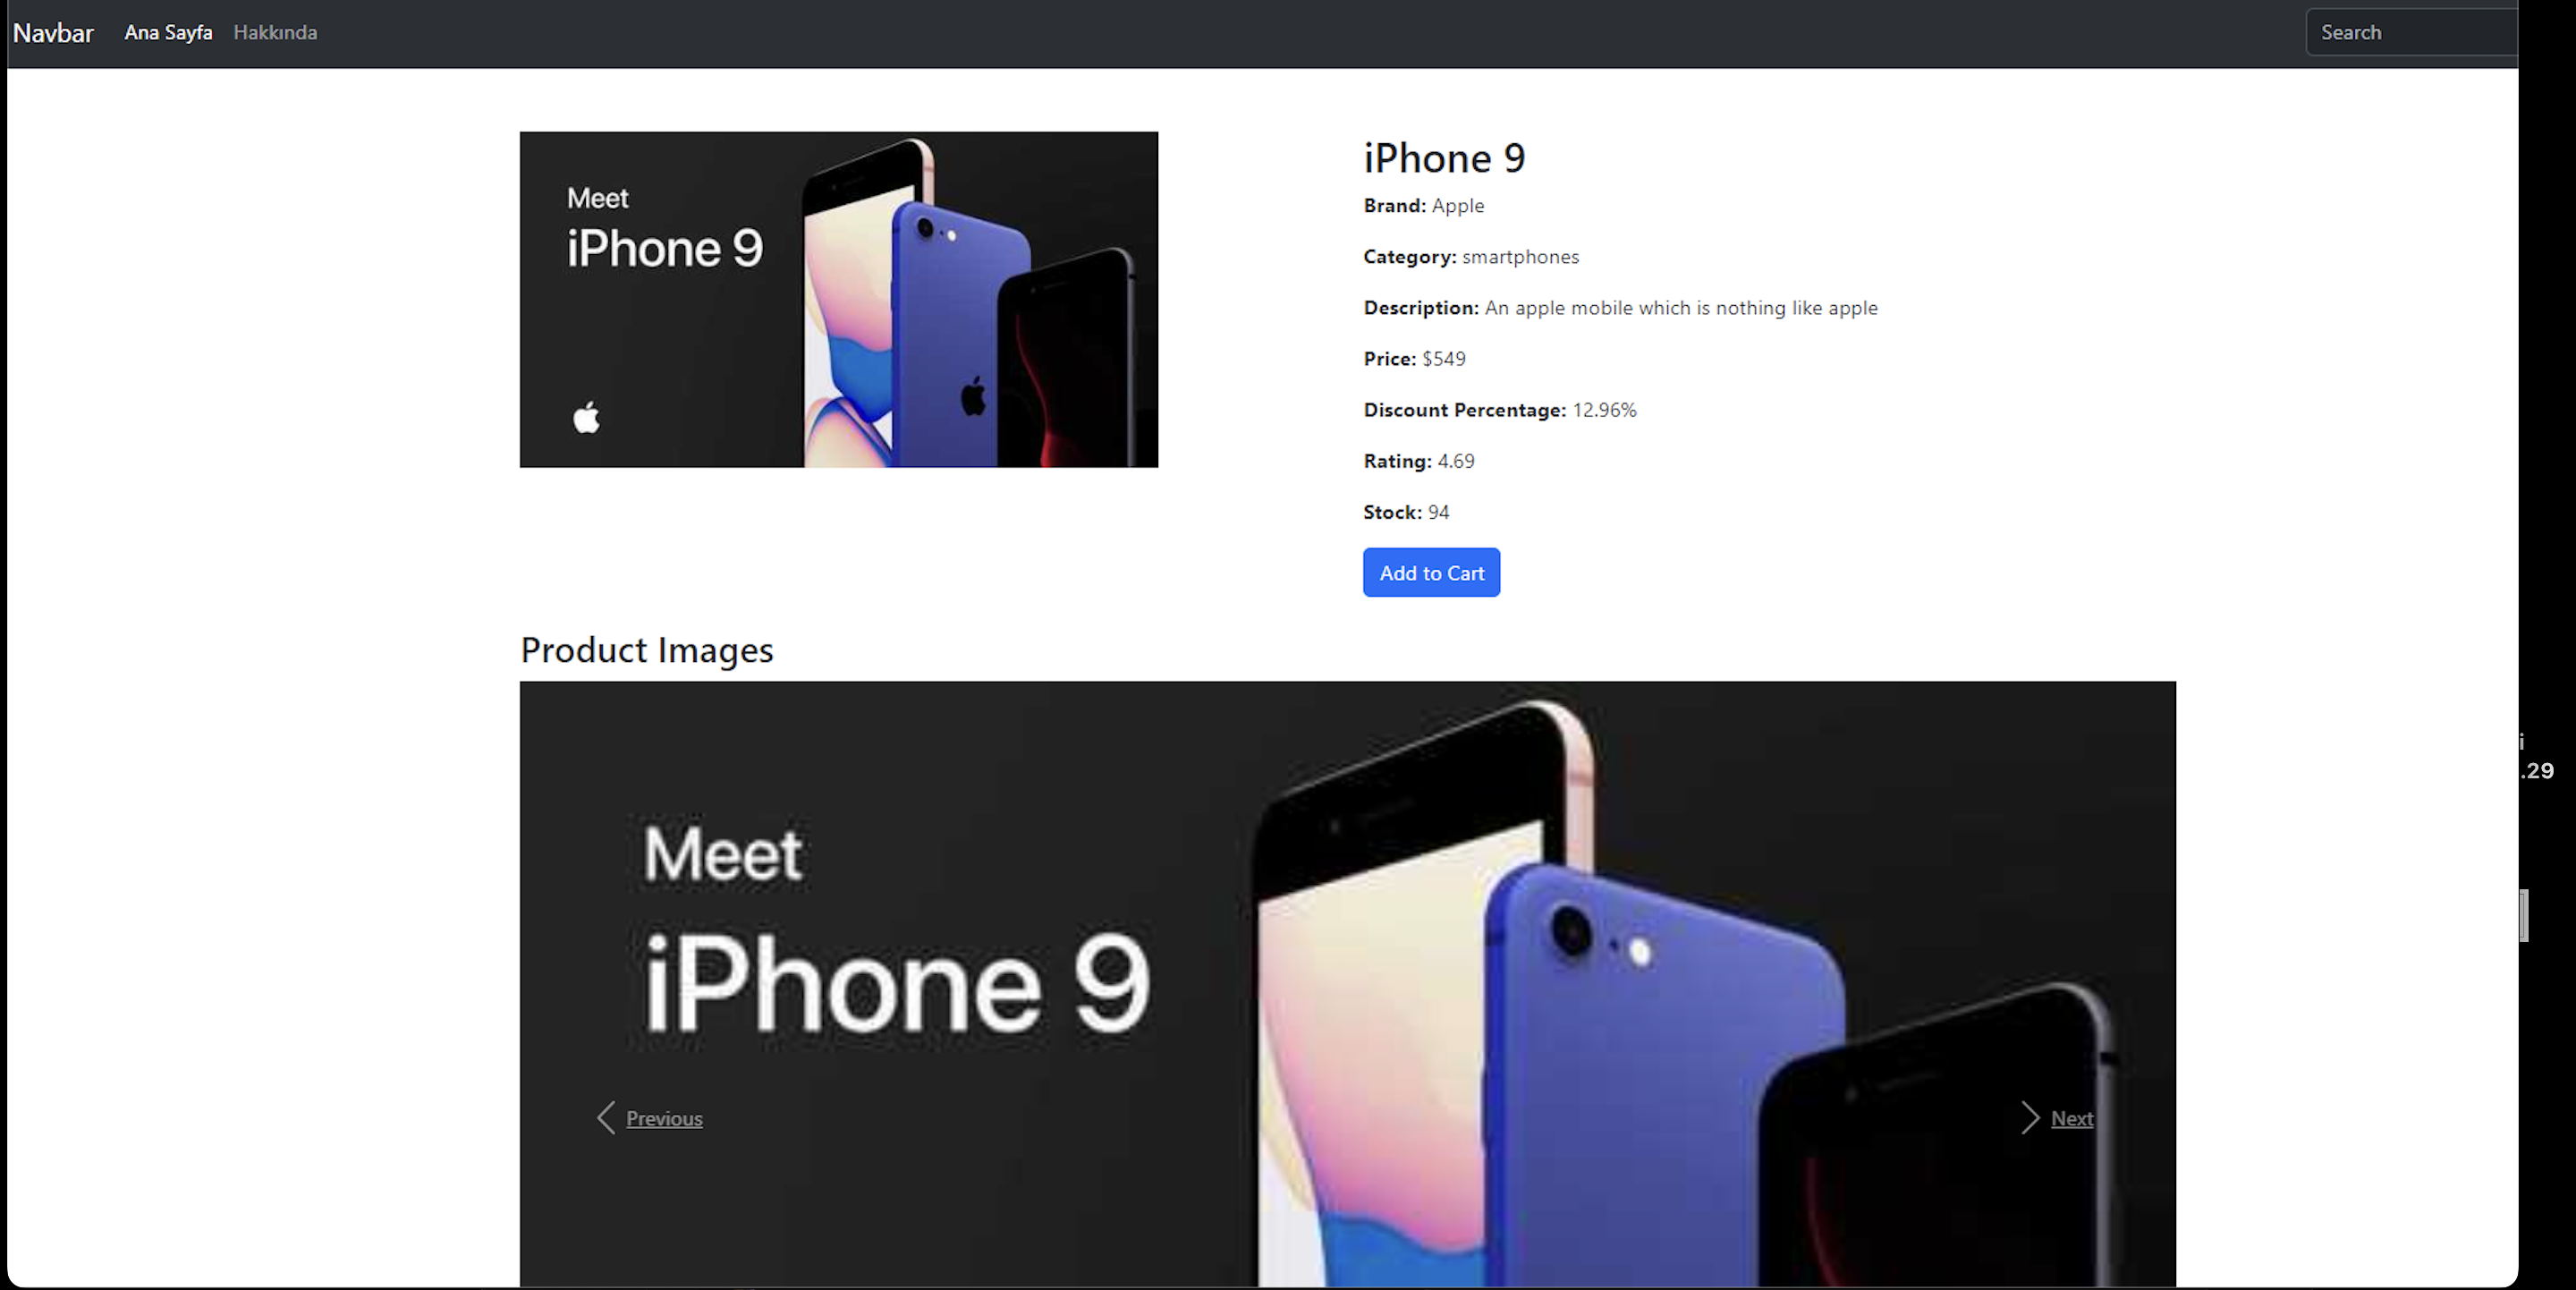 Navbar Ana Sayfa Hakkında Search
Meet
iPhone 9
iPhone 9
Brand: Apple
Category: smartphones
Description: An apple mobile which is nothing like apple
Price: $549
Discount Percentage: 12.96%
Rating: 4.69
Stock: 94
Add to Cart
Product Images
Meet
iPhone 9
Previous
Next
i
.29